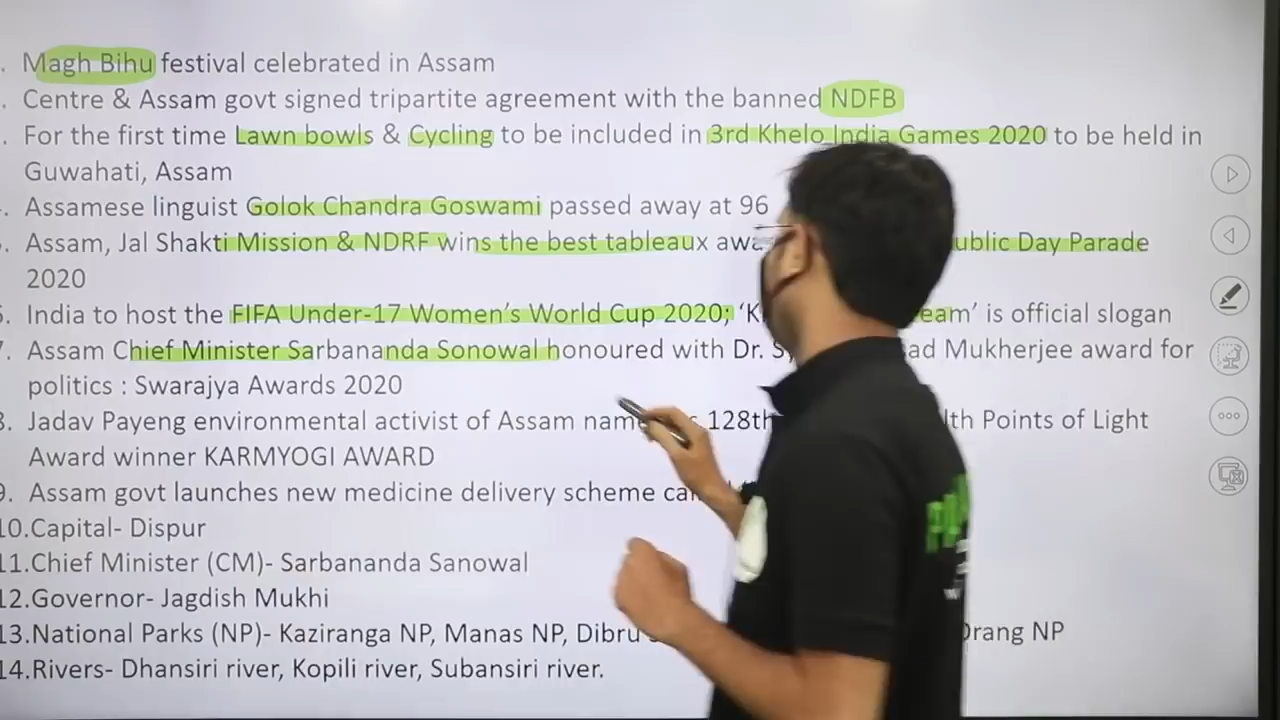 Magh Bihu festival celebrated in Assam
Centre & Assam govt signed tripartite agreement with the banned NDFB
For the first time Lawn bowls & Cycling to be included in 3rd Khelo India Games 2020 to be held in
Guwahati, Assam
Assamese linguist Golok Chandra Goswami passed away at 96
Assam, Jal Shakti Mission & NDRF wins the best tableaux Day Parade
2020
India to host the FIFA Under-17 Women's World Cup 2020; is official slogan
7. Assam Chief Minister Sarbananda Sonowal honoured with Dr. Mukherjee award for
politics : Swarajya Awards 2020
8. Jadav Payeng environmental activist of Assam 128th Points of Light
Award winner KARMYOGI AWARD
9. Assam govt launches new medicine delivery scheme
10.Capital- Dispur
11.Chief Minister (CM)- Sarbananda Sanowal
12.Governor- Jagdish Mukhi
13.National Parks (NP)- Kaziranga NP, Manas NP, Dibru Orang NP
14.Rivers- Dhansiri river, Kopili river, Subansiri river.